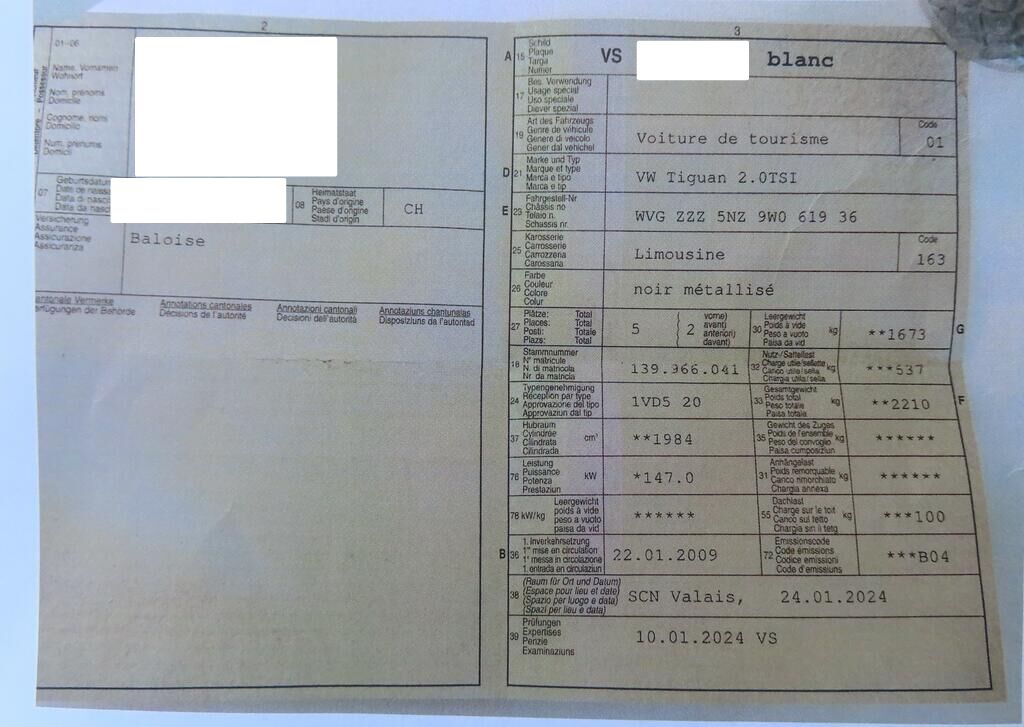 2
01-06
Name, Vornamen
Wohnort
Nom, prénoms
Domicile
Cognome, nomi
Domicilio
Num, prenums
Domicil
07
Geburtsdatum
Date de naiss
Data di nasc
Data da nasc
08
Heimatstaat
Pays d'origine
Paese d'origine
Stadi d'origin
CH
Versicherung
Assurance
Assicurazione
Assicuranza
Baloise
antonale Vermerke
erfügungen der Behörde
Annotations cantonales
Décisions de l'autorité
Annotazioni cantonali
Decisioni dell'autorità
Annotaziuns chantunalas
Disposiziuns da l'autoritad
3
A 15
Schild
Plaque
Targa
Numer
VS blanc
17
Bes. Verwendung
Usage spécial
Uso speciale
Diever spezial
19
Art des Fahrzeugs
Genre de véhicule
Genere di veicolo
Gener dal vehichel
Voiture de tourisme
Code
01
D 21
Marke und Typ
Marque et type
Marca e tipo
Marca e tip
VW Tiguan 2.0TSI
E 23
Fahrgestell-Nr
Châssis no
Telaio n.
Schassis nr.
WVG ZZZ 5NZ 9W0 619 36
25
Karosserie
Carrosserie
Carrozzeria
Carossaria
Limousine
Code
163
26
Farbe
Couleur
Colore
Colur
noir métallisé
27
Plätze: Total
Places: Total
Posti: Totale
Plazs: Total
5 { 2
vorne)
avant)
anteriori)
davant)
30
Leergewicht
Poids à vide
Peso a vuoto
Paisa da vid
kg
**1673
G
18
Stammnummer
N° matricule
N. di matricola
Nr. da matricla
139.966.041
32
Nutz-/Sattellast
Charge utile/sellette
Carico utile/sella
Chargia utila/sella
kg
***537
24
Typengenehmigung
Réception par type
Approvazione del tipo
Approvaziun dal tip
1VD5 20
33
Gesamtgewicht
Poids total
Peso totale
Paisa totala
kg
**2210
F
37
Hubraum
Cylindrée
Cilindrata
Cilindrada
cm³
**1984
35
Gewicht des Zuges
Poids de l'ensemble
Peso del convoglio
Paisa cumposiziun
kg
******
76
Leistung
Puissance
Potenza
Prestaziun
kW
*147.0
31
Anhängelast
Poids remorquable
Carico rimorchiato
Chargia annexa
kg
******
78 kW/kg
Leergewicht
poids à vide
peso a vuoto
paisa da vid
******
55
Dachlast
Charge sur le toit
Carico sul tetto
Chargia sin il tetg
kg
***100
B 36
1. Inverkehrsetzung
1re mise en circulation
1a messa in circolazione
1. entrada en circulaziun
22.01.2009
72
Emissionscode
Code émissions
Codice emissioni
Code d'emissiuns
***B04
38
(Raum für Ort und Datum)
(Espace pour lieu et date)
(Spazio per luogo e data)
(Spazi per lieu e data)
SCN Valais, 24.01.2024
39
Prüfungen
Expertises
Perizie
Examinaziuns
10.01.2024 VS